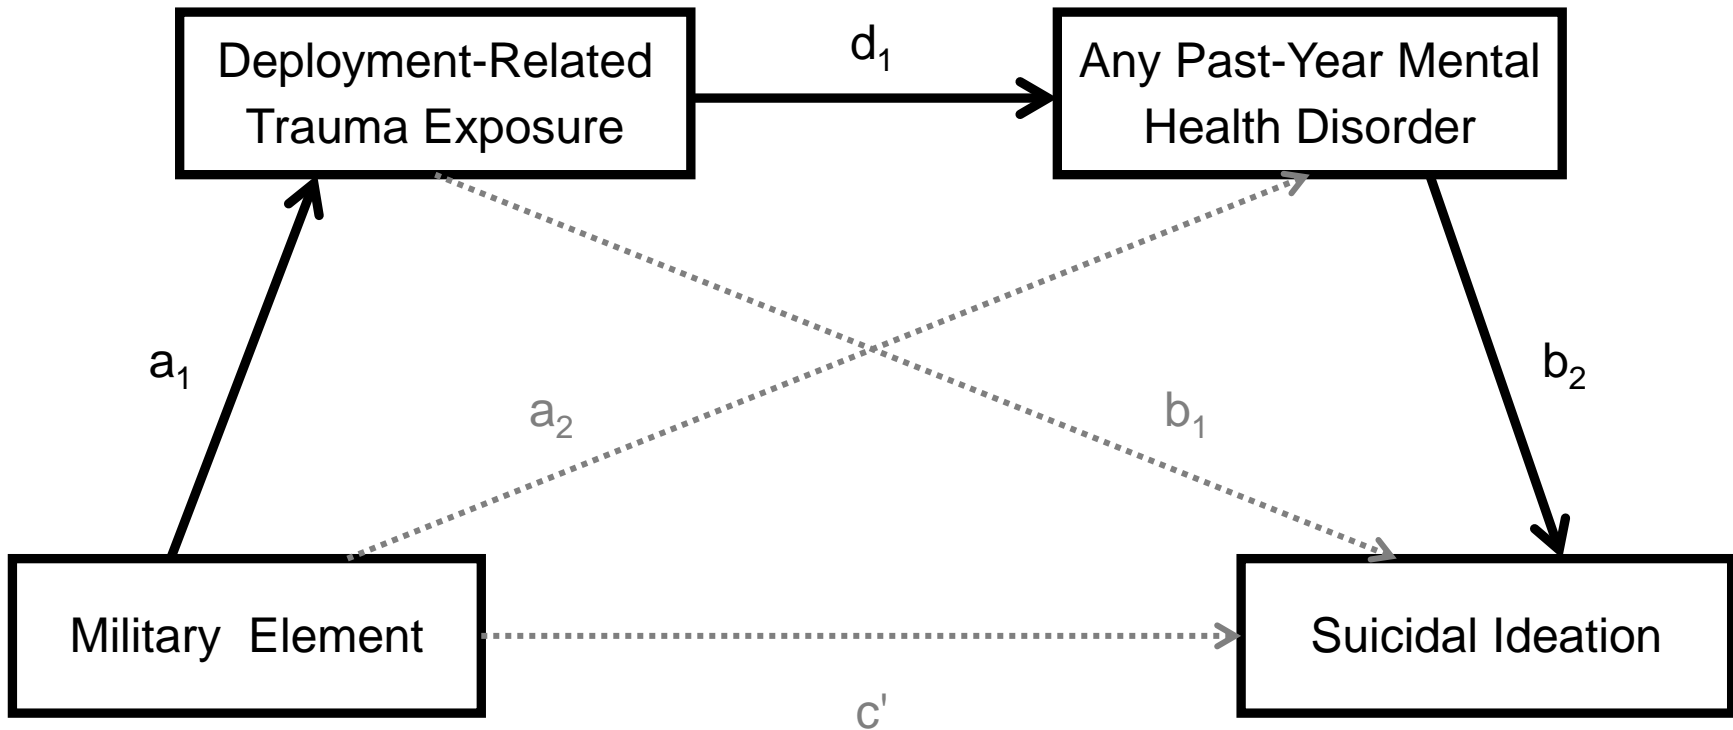 Deployment-Related
Trauma Exposure
d₁
Any Past-Year Mental
Health Disorder
a₁
a₂
b₁
b₂
Military  Element
c'
Suicidal Ideation